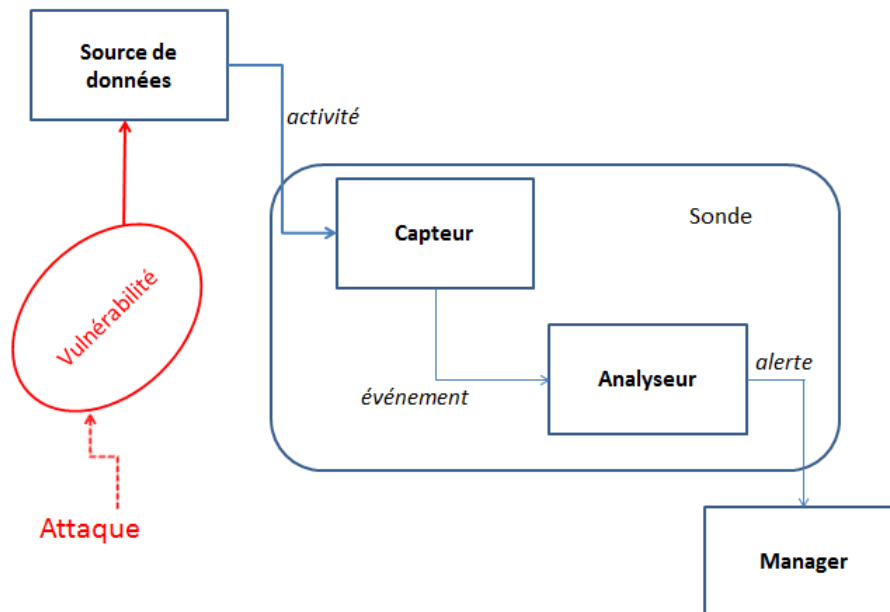 Source de
données
activité
Sonde
Capteur
Vulnérabilité
événement
Analyseur
alerte
Attaque
Manager